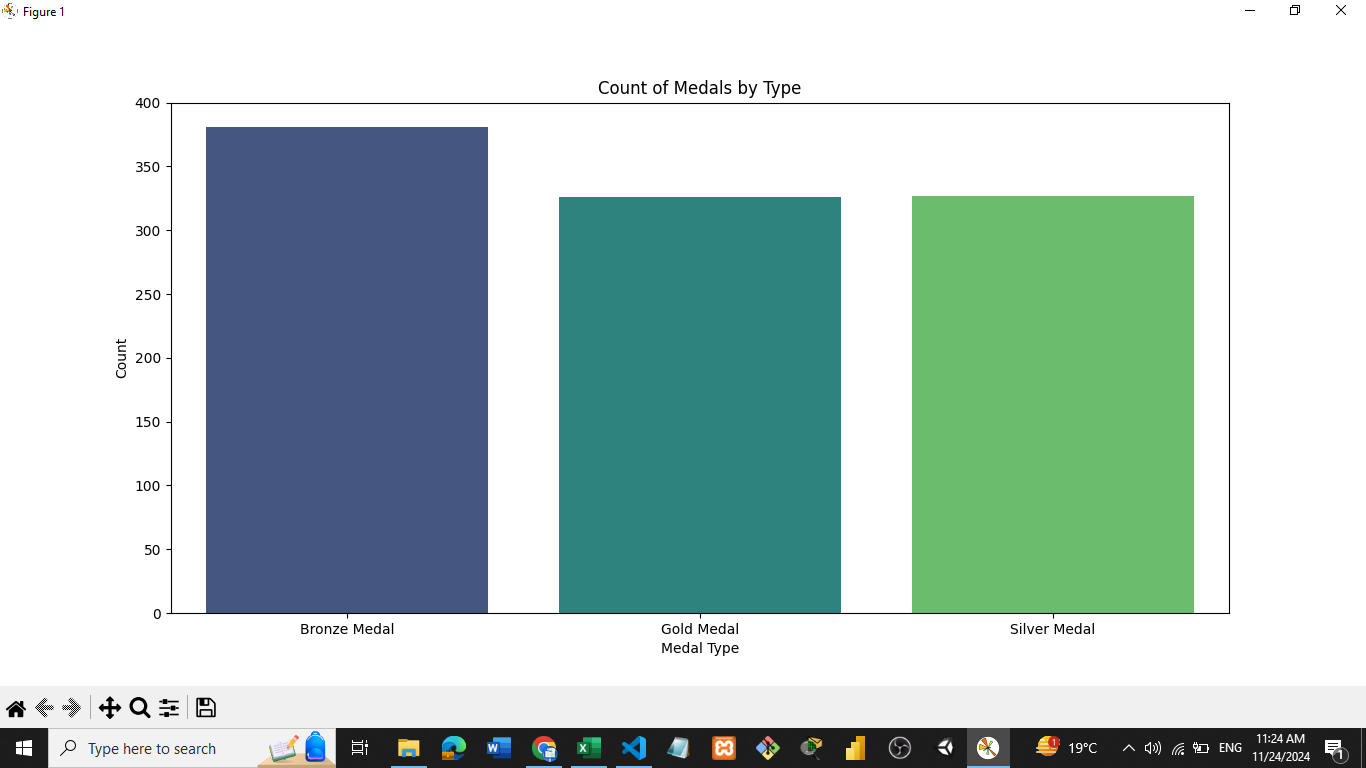 Figure 1
Count of Medals by Type
400
350
300
250
200
150
100
50
0
Count
Bronze Medal
Gold Medal
Silver Medal
Medal Type
Type here to search
1
19°C
ENG
11:24 AM
11/24/2024
1